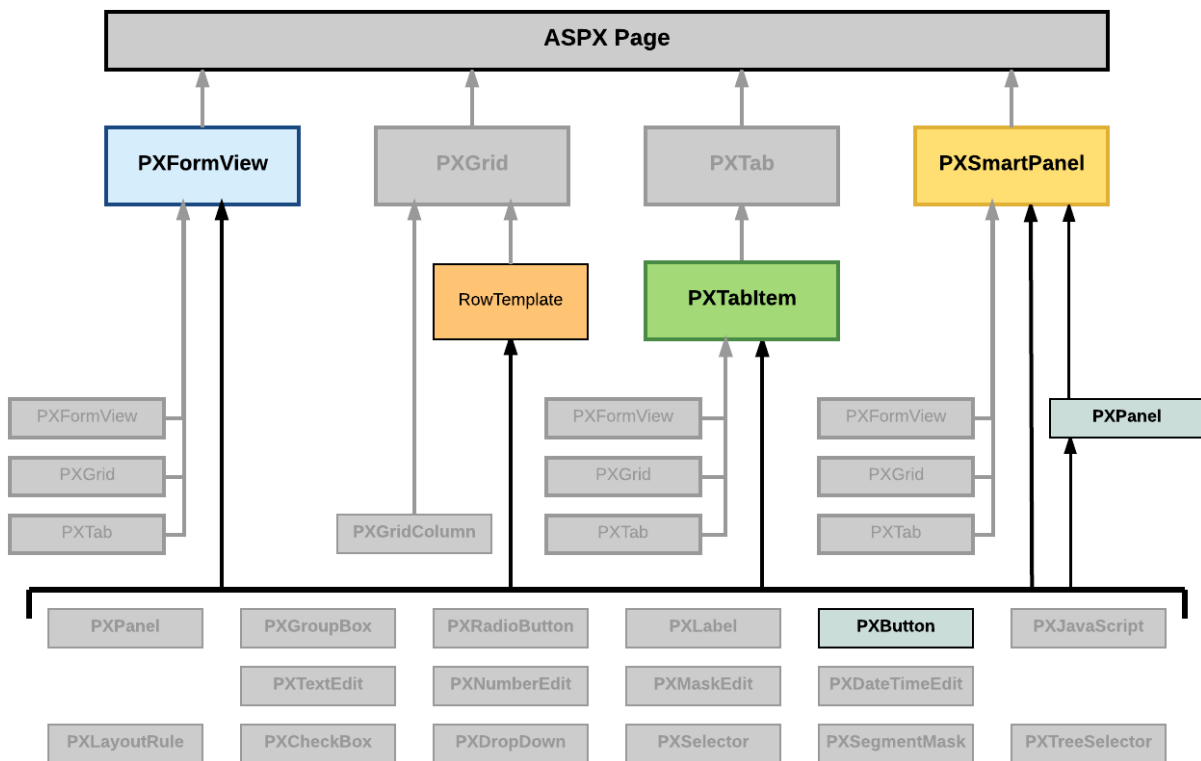 ASPX Page
PXFormView
PXGrid
PXTab
PXSmartPanel
RowTemplate
PXTabItem
PXFormView
PXFormView
PXFormView
PXPanel
PXGrid
PXGrid
PXGrid
PXTab
PXGridColumn
PXTab
PXTab
PXPanel
PXGroupBox
PXRadioButton
PXLabel
PXButton
PXJavaScript
PXTextEdit
PXNumberEdit
PXMaskEdit
PXDateTimeEdit
PXLayoutRule
PXCheckBox
PXDropDown
PXSelector
PXSegmentMask
PXTreeSelector